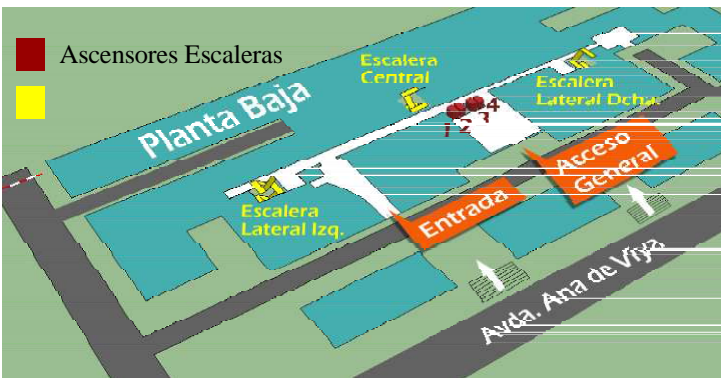 Ascensores Escaleras
Escalera
Central
Escalera
Lateral Dcha.
Planta Baja
1 2 3 4
Acceso
General
Entrada
Escalera
Lateral Izq.
Avda. Ana de Viya